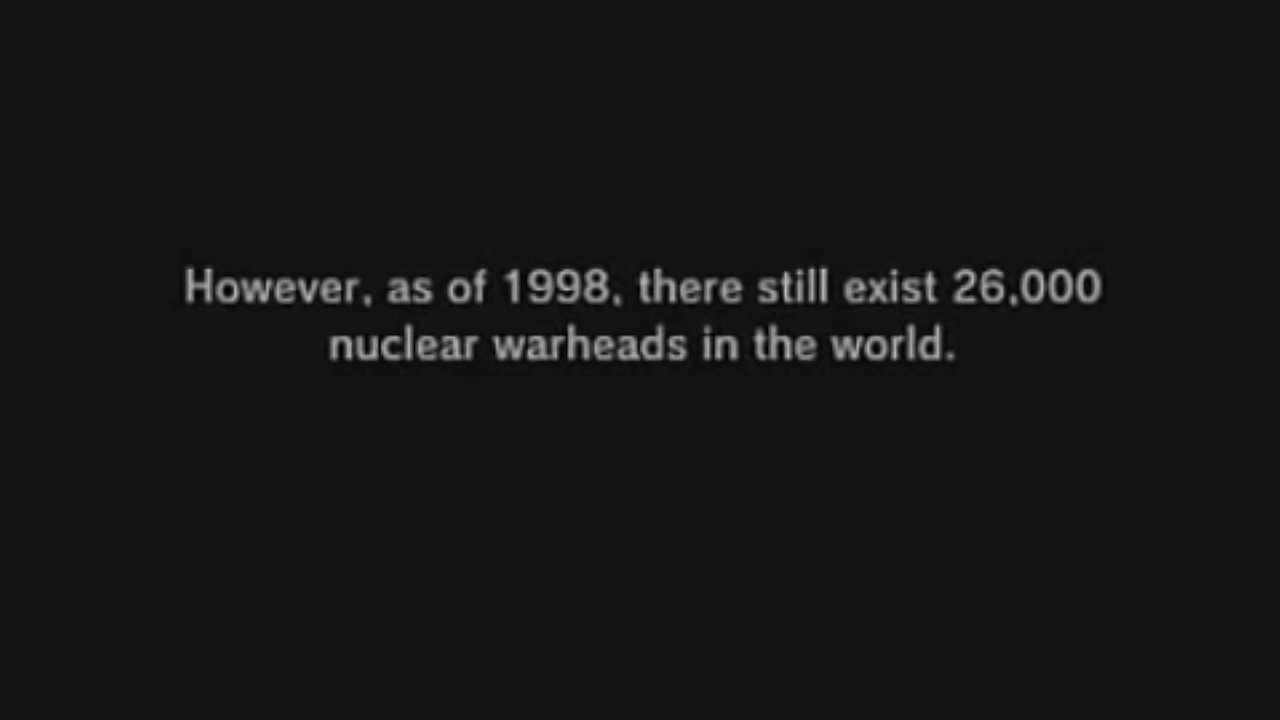 However, as of 1998, there still exist 26,000
nuclear warheads in the world.